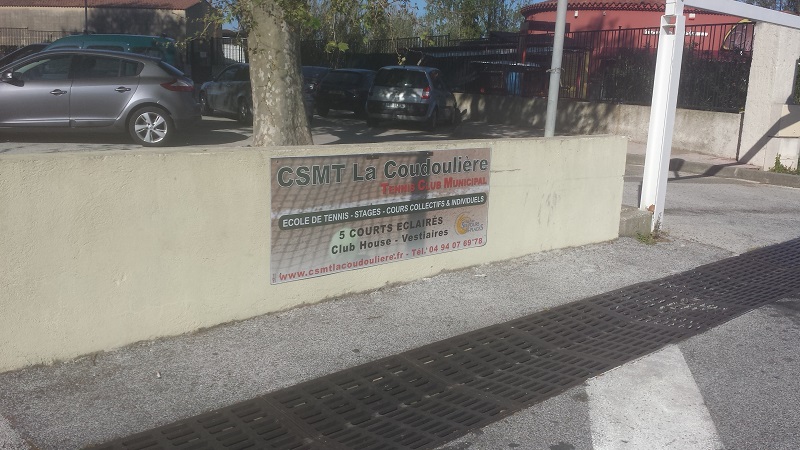 CSMT La Coudoulière
TENNIS CLUB MUNICIPAL
ECOLE DE TENNIS - STAGES - COURS COLLECTIFS & INDIVIDUELS
5 COURTS ECLAIRÉS
Club House - Vestiaires
www.csmtlacoudouliere.fr - Tél. 04 94 07 69 78